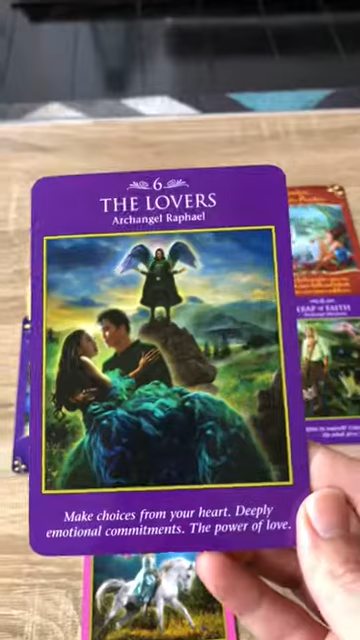 6
THE LOVERS
Archangel Raphael
LEAP of FAITH
Make choices from your heart. Deeply
emotional commitments. The power of love.